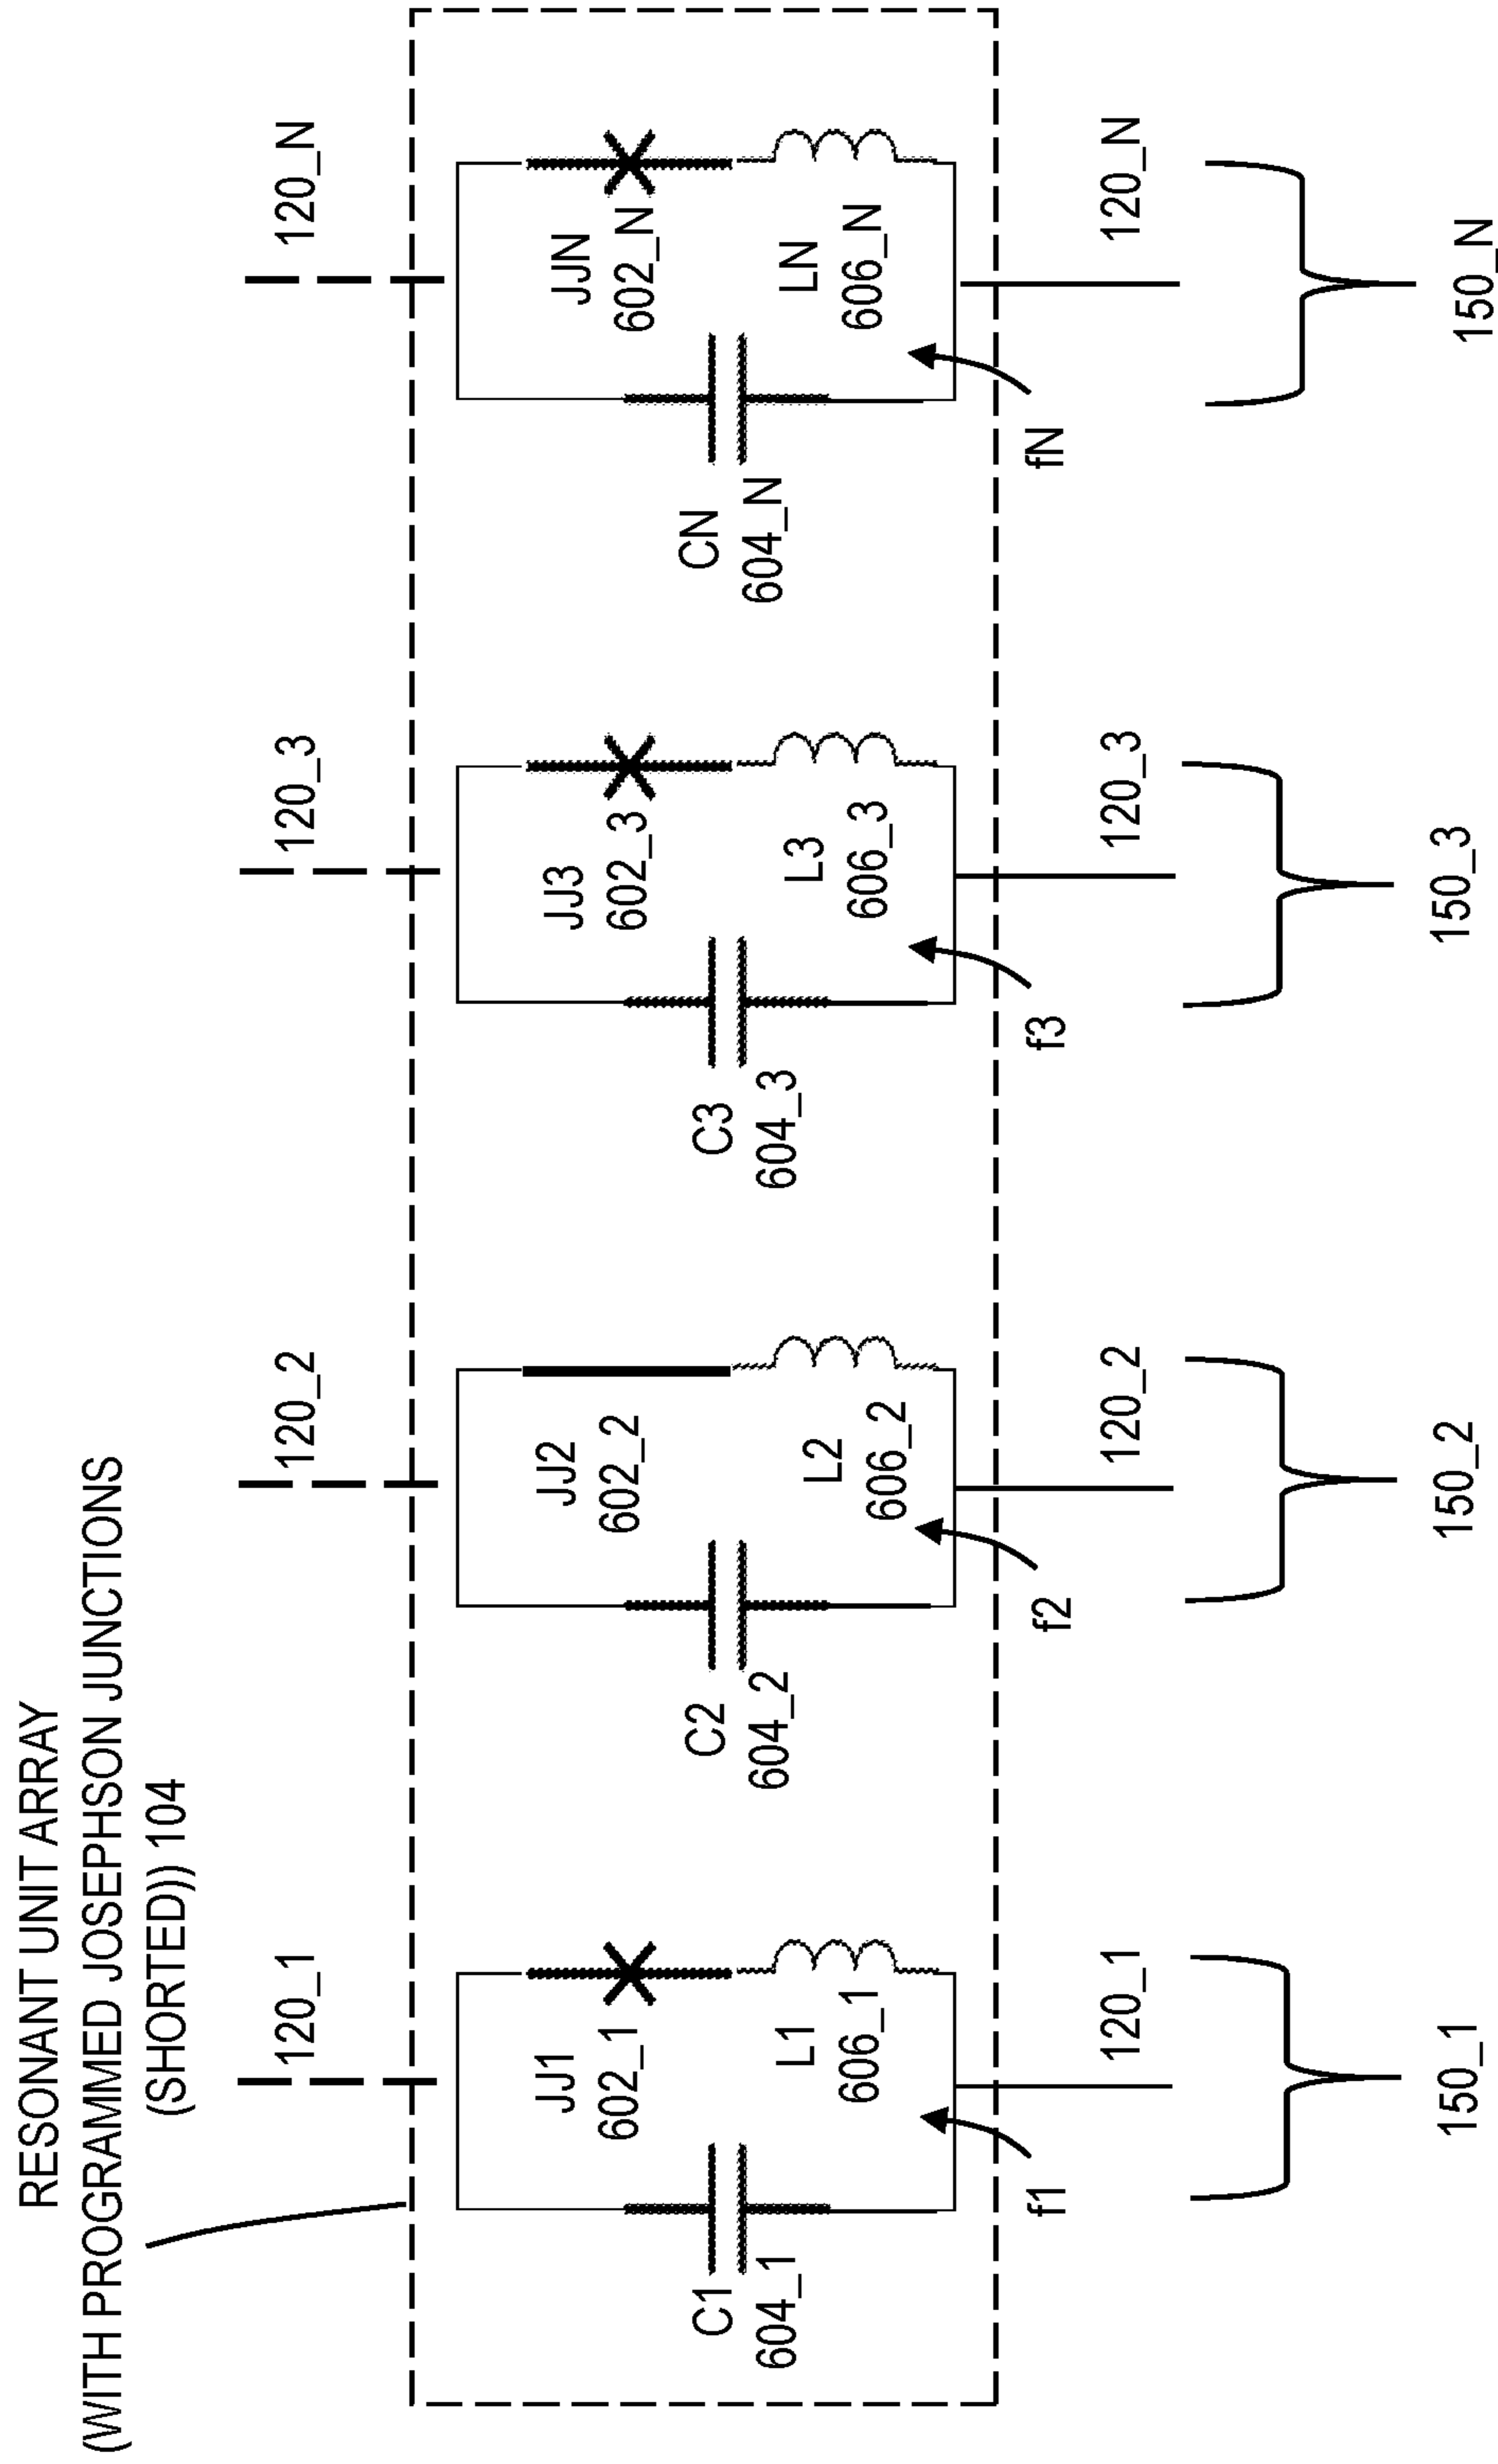 RESONANT UNIT ARRAY
(WITH PROGRAMMED JOSEPHSON JUNCTIONS
(SHORTED)) 104
120_1
120_2
120_3
120_N
JJ1
602_1
C1
604_1
L1
606_1
f1
JJ2
602_2
C2
604_2
L2
606_2
f2
JJ3
602_3
C3
604_3
L3
606_3
f3
JJN
602_N
CN
604_N
LN
606_N
fN
120_1
120_2
120_3
120_N
150_1
150_2
150_3
150_N